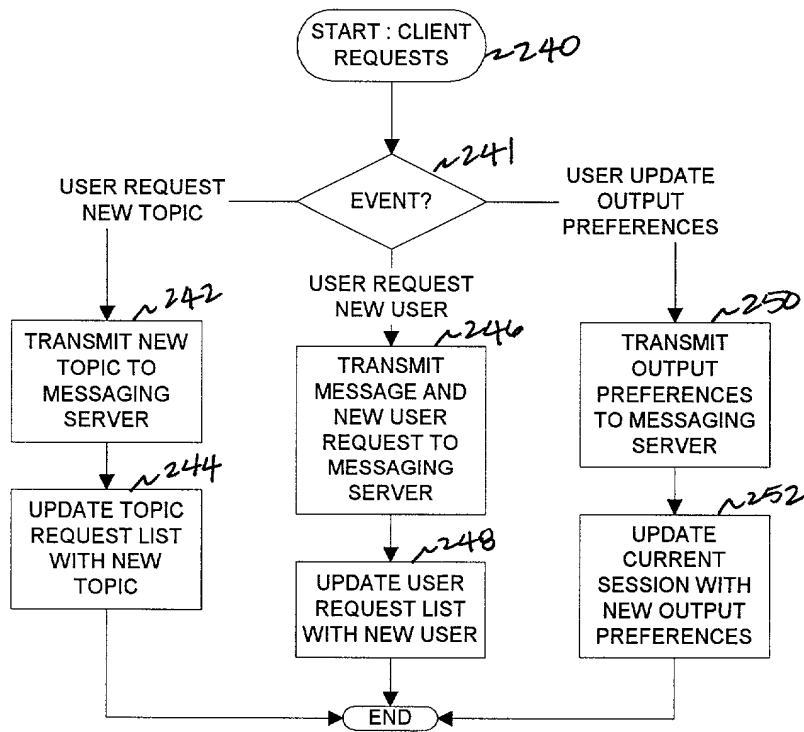 START : CLIENT
REQUESTS
~240
~241
EVENT?
USER REQUEST
NEW TOPIC
USER REQUEST
NEW USER
USER UPDATE
OUTPUT
PREFERENCES
~242
TRANSMIT NEW
TOPIC TO
MESSAGING
SERVER
~244
UPDATE TOPIC
REQUEST LIST
WITH NEW
TOPIC
~246
TRANSMIT
MESSAGE AND
NEW USER
REQUEST TO
MESSAGING
SERVER
~248
UPDATE USER
REQUEST LIST
WITH NEW USER
~250
TRANSMIT
OUTPUT
PREFERENCES
TO MESSAGING
SERVER
~252
UPDATE
CURRENT
SESSION WITH
NEW OUTPUT
PREFERENCES
END